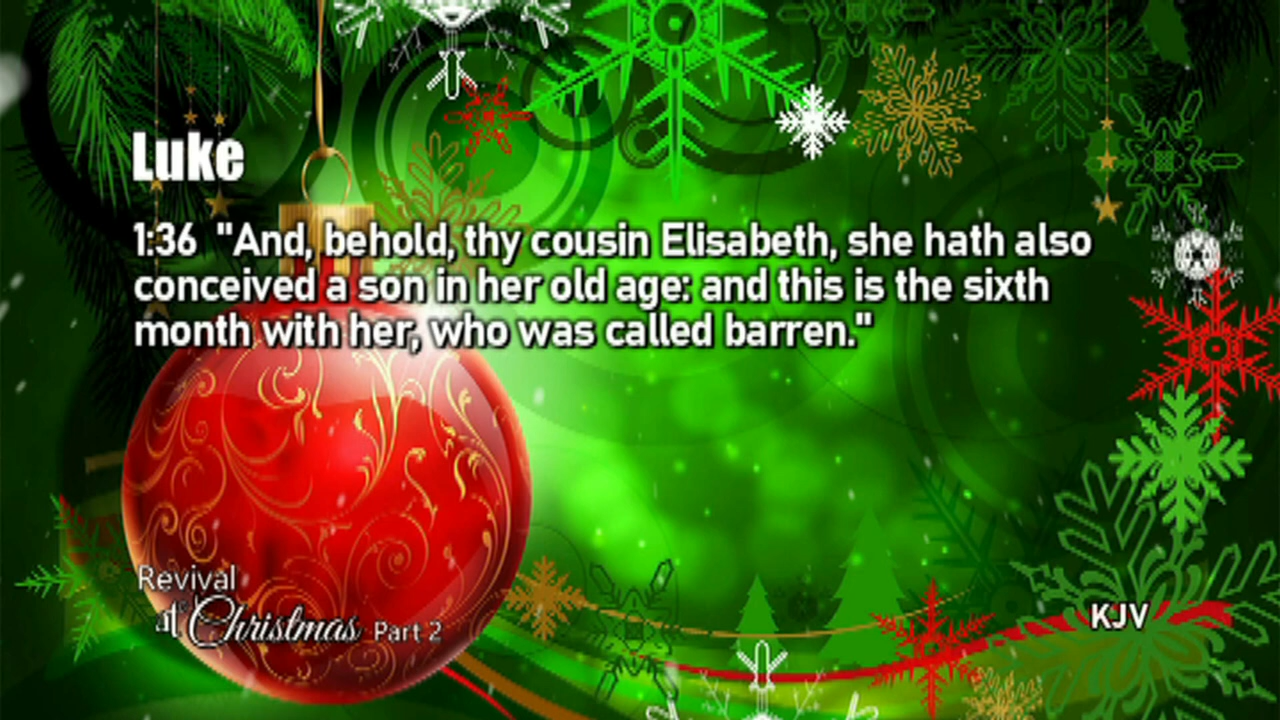 Luke
1:36 "And, behold, thy cousin Elisabeth, she hath also
conceived a son in her old age: and this is the sixth
month with her, who was called barren."
Revival
at Christmas Part 2
KJV